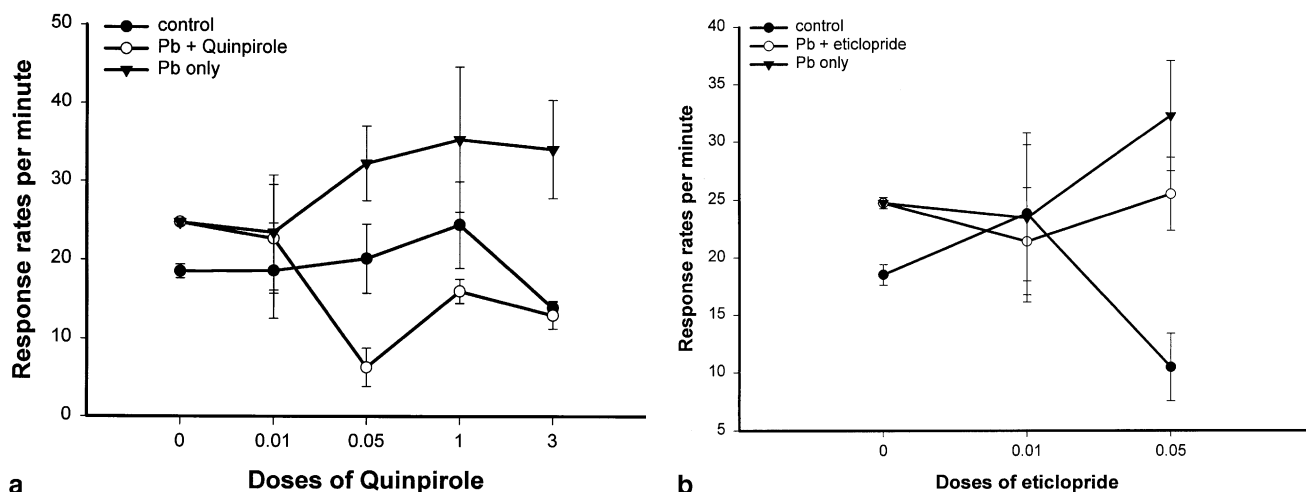 control
Pb + Quinpirole
Pb only
Response rates per minute
50
40
30
20
10
0
0 0.01 0.05 1 3
Doses of Quinpirole
a
control
Pb + eticlopride
Pb only
Response rates per minute
40
35
30
25
20
15
10
5
0 0.01 0.05
Doses of eticlopride
b